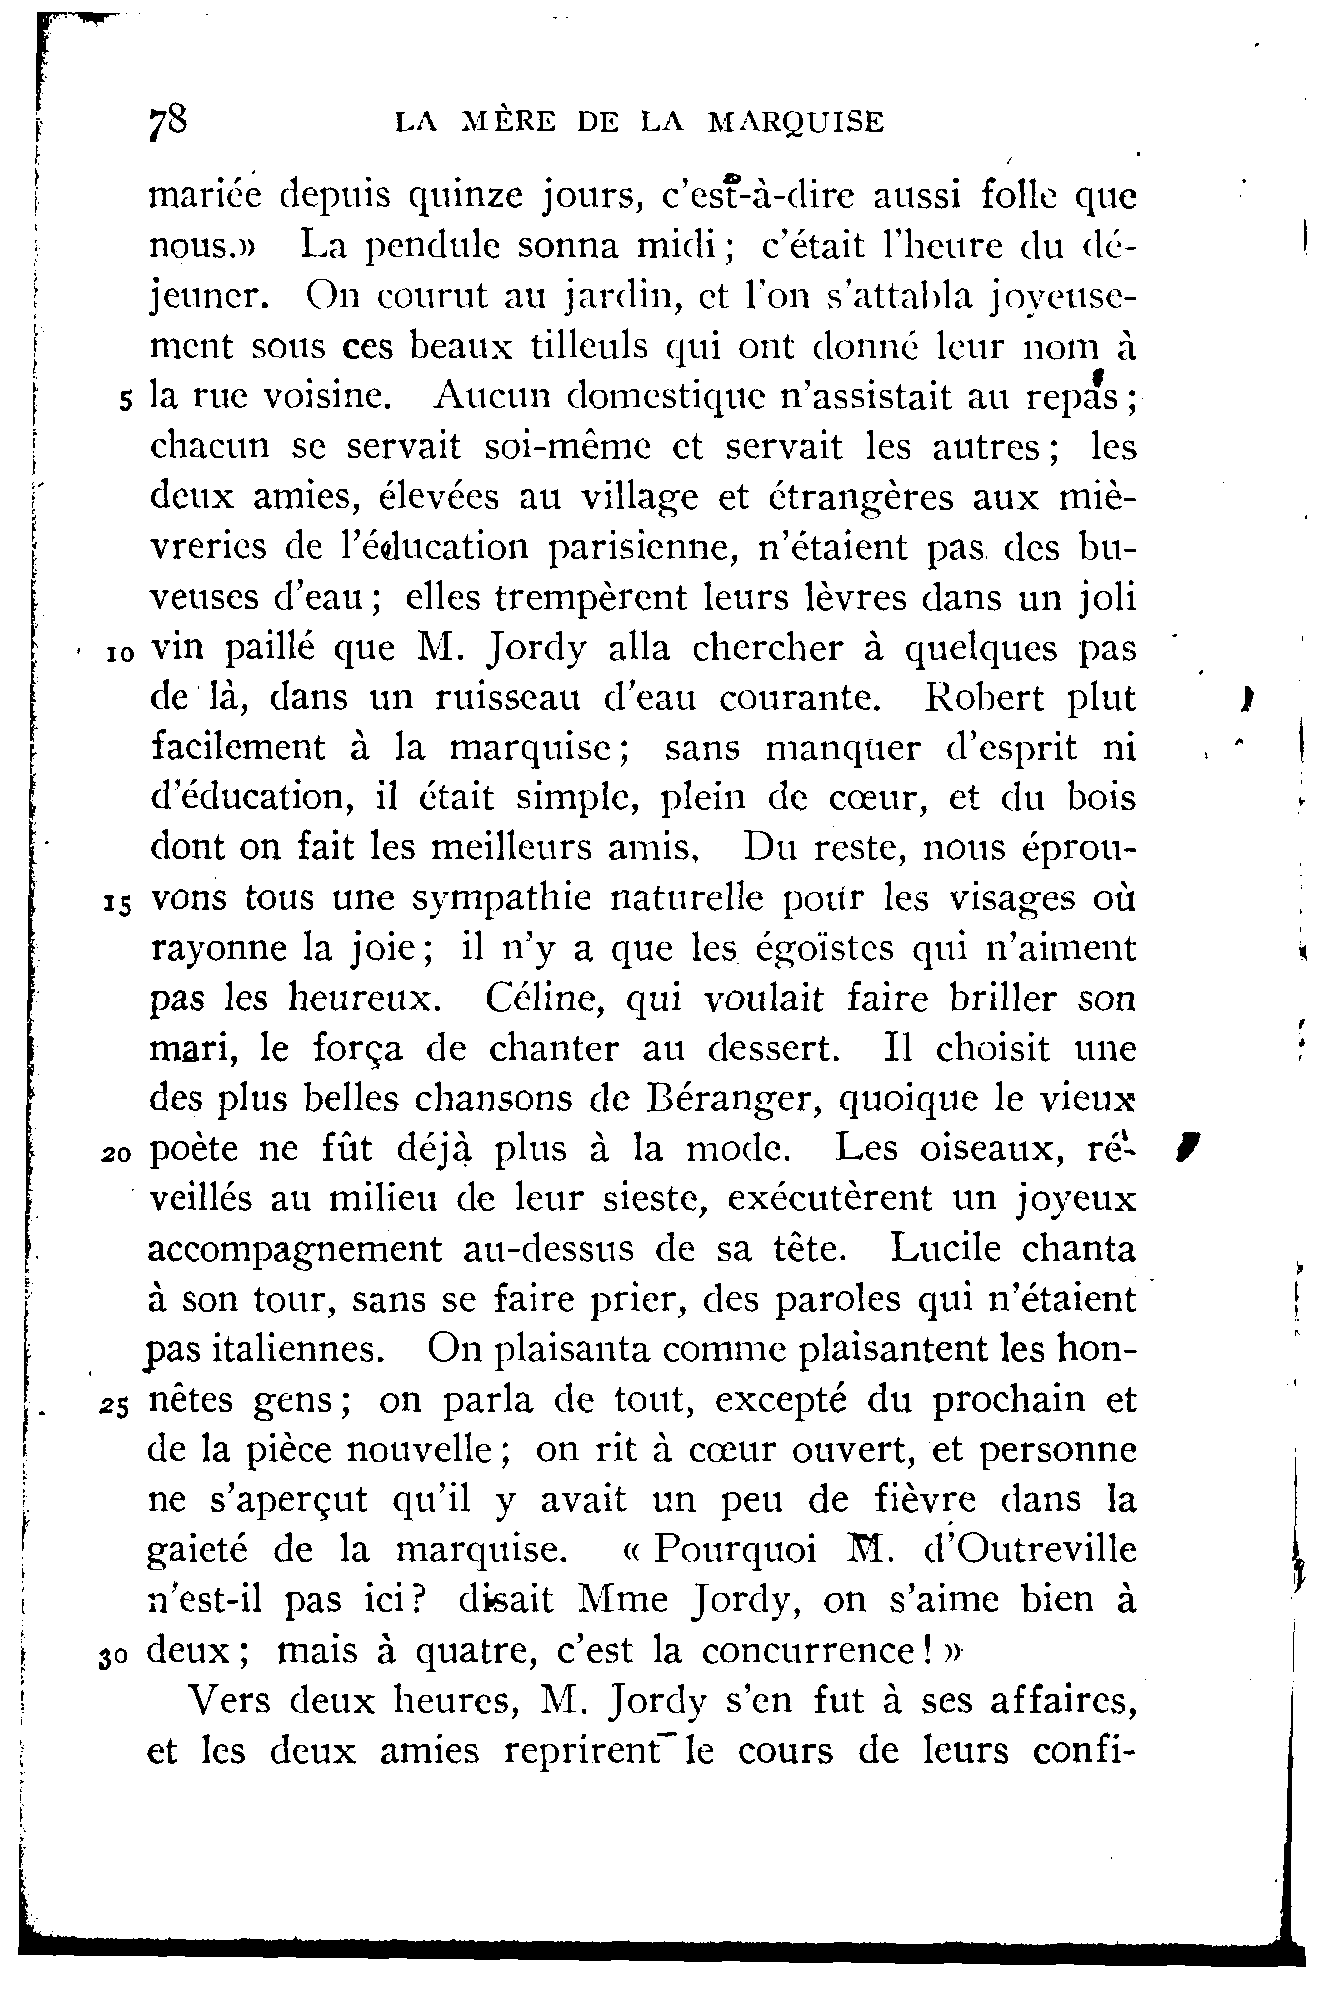 78 LA MÈRE DE LA MARQUISE
mariée depuis quinze jours, c'est-à-dire aussi folle que
nous.» La pendule sonna midi; c'était l'heure du dé-
jeuner. On courut au jardin, et l'on s'attabla joyeuse-
ment sous ces beaux tilleuls qui ont donné leur nom à
5 la rue voisine. Aucun domestique n'assistait au repas;
chacun se servait soi-même et servait les autres; les
deux amies, élevées au village et étrangères aux miè-
vreries de l'éducation parisienne, n'étaient pas des bu-
veuses d'eau; elles trempèrent leurs lèvres dans un joli
10 vin paillé que M. Jordy alla chercher à quelques pas
de là, dans un ruisseau d'eau courante. Robert plut
facilement à la marquise; sans manquer d'esprit ni
d'éducation, il était simple, plein de cœur, et du bois
dont on fait les meilleurs amis. Du reste, nous éprou-
15 vons tous une sympathie naturelle pour les visages où
rayonne la joie; il n'y a que les égoïstes qui n'aiment
pas les heureux. Céline, qui voulait faire briller son
mari, le força de chanter au dessert. Il choisit une
des plus belles chansons de Béranger, quoique le vieux
20 poète ne fût déjà plus à la mode. Les oiseaux, ré-
veillés au milieu de leur sieste, exécutèrent un joyeux
accompagnement au-dessus de sa tête. Lucile chanta
à son tour, sans se faire prier, des paroles qui n'étaient
pas italiennes. On plaisanta comme plaisantent les hon-
25 nêtes gens; on parla de tout, excepté du prochain et
de la pièce nouvelle; on rit à cœur ouvert, et personne
ne s'aperçut qu'il y avait un peu de fièvre dans la
gaieté de la marquise. « Pourquoi M. d'Outreville
n'est-il pas ici? disait Mme Jordy, on s'aime bien à
30 deux; mais à quatre, c'est la concurrence! »
Vers deux heures, M. Jordy s'en fut à ses affaires,
et les deux amies reprirent le cours de leurs confi-